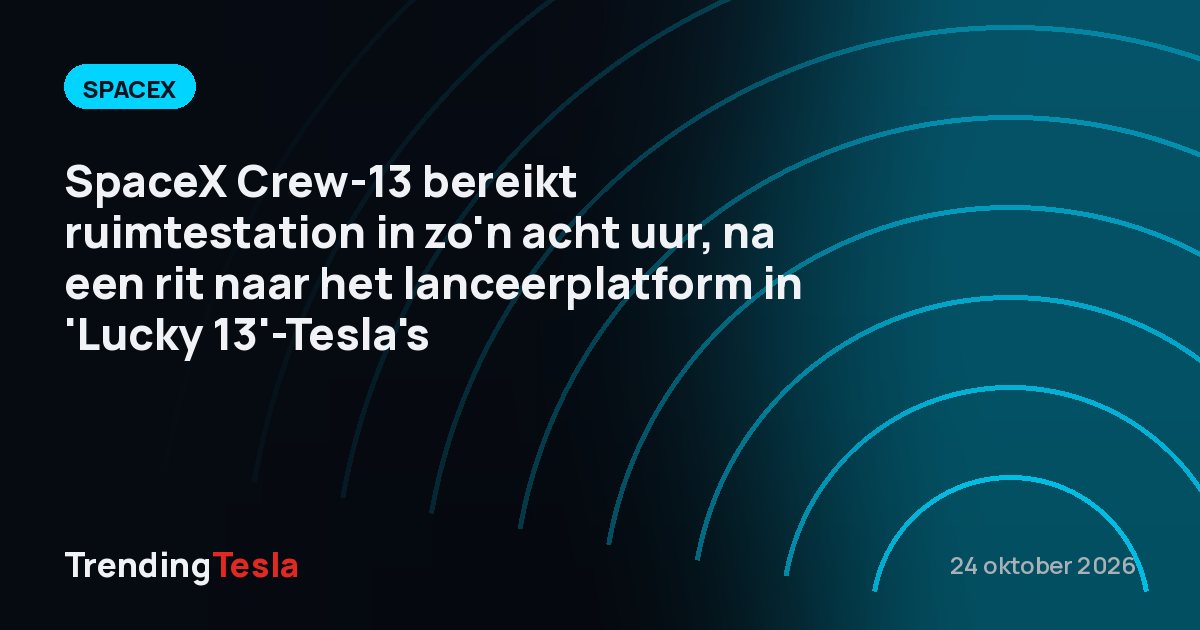 SPACEX
SpaceX Crew-13 bereikt
ruimtestation in zo'n acht uur, na
een rit naar het lanceerplatform in
'Lucky 13'-Tesla's
TrendingTesla
24 oktober 2026